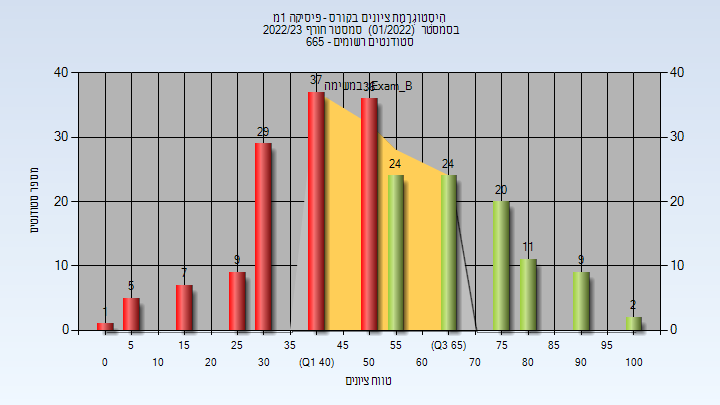 היסטוגרמת ציונים בקורס - פיסיקה 1מ
בסמסטר (01/2022) סמסטר חורף 2022/23
סטודנטים רשומים - 665
במשימה: Exam_B
מספר סטודנטים
40 40
30 30
20 20
10 10
0 0
1 5 7 9 29 37 36 24 24 20 11 9 2
5 15 25 35 45 55 (Q3 65) 75 85 95
0 10 20 30 (Q1 40) 50 60 70 80 90 100
טווח ציונים